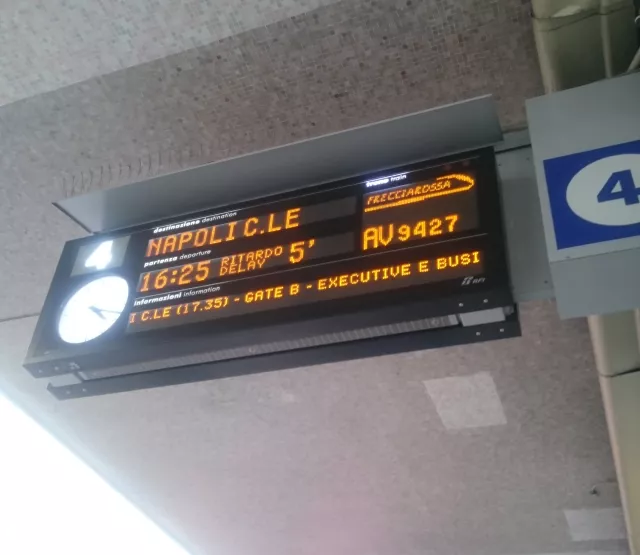 4
destinazione destination
NAPOLI C.LE
treno train
FRECCIAROSSA
partenza departure
16:25 RITARDO DELAY 5'
AV 9427
informazioni information
I C.LE (17.35) - GATE B - EXECUTIVE E BUSI
RFI
4